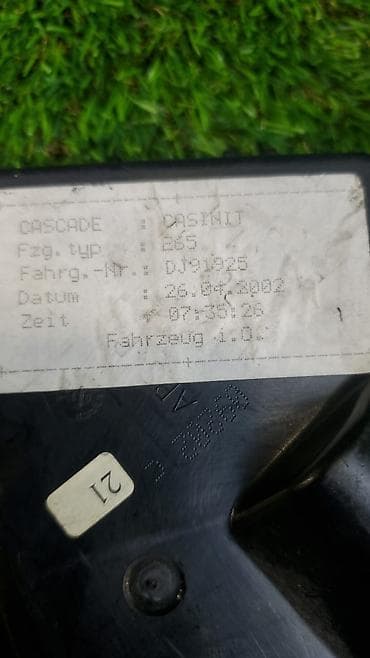 CASCADE : CASINIT
Fzg.typ : E65
Fahrg.-Nr.: DJ91925
Datum : 26.04.2002
Zeit : 07:35:26
Fahrzeug i.O.
21